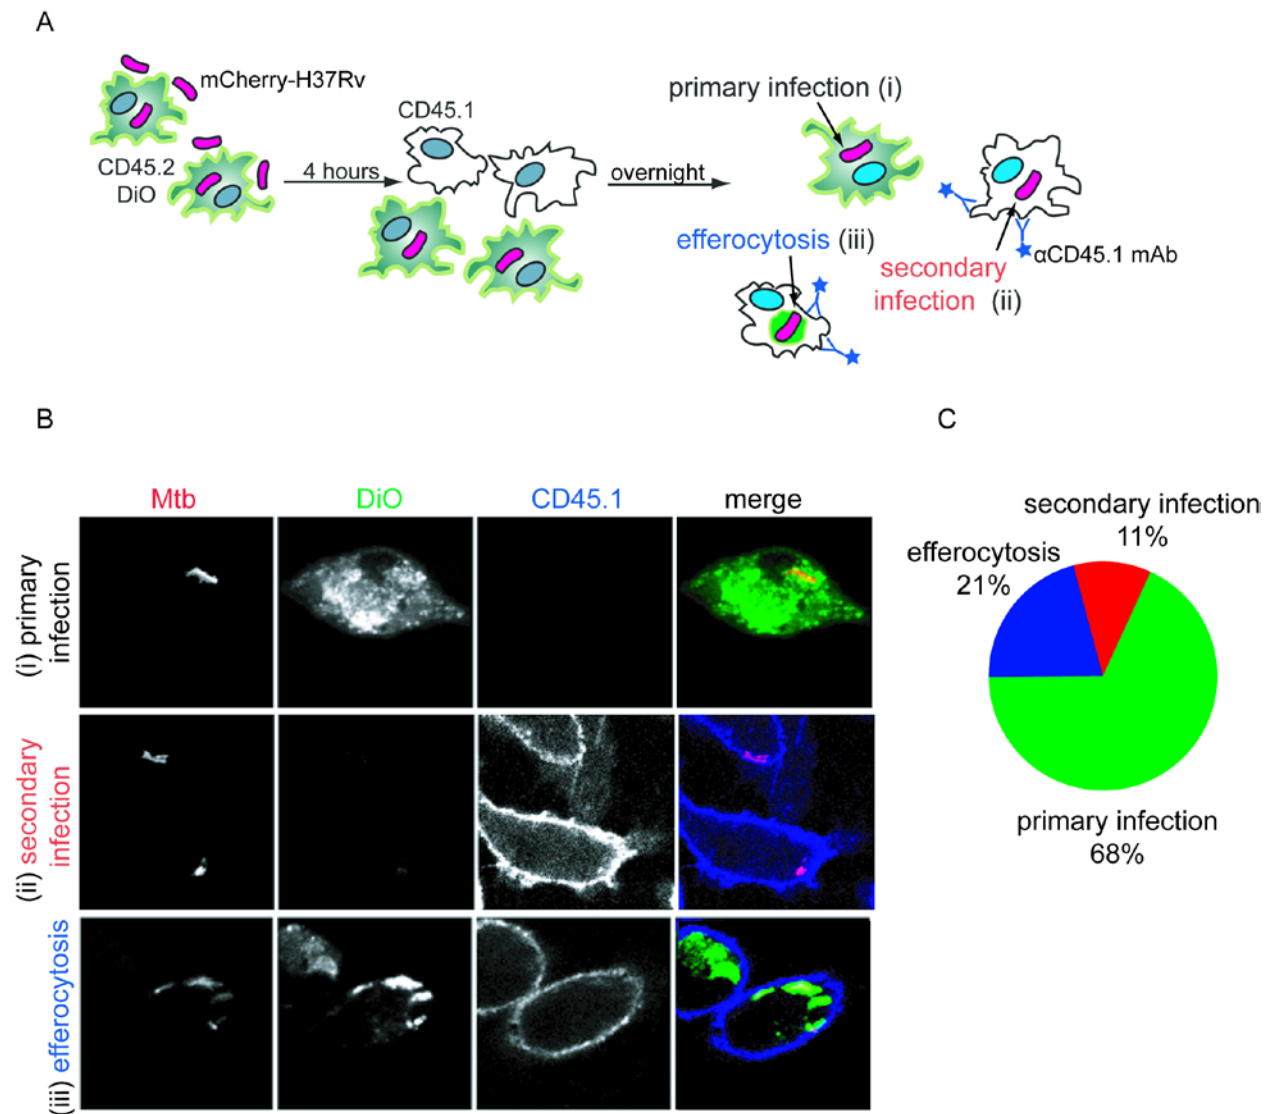 A
mCherry-H37Rv
CD45.2
DiO
4 hours
CD45.1
overnight
primary infection (i)
efferocytosis (iii)
secondary
infection (ii)
αCD45.1 mAb
B
Mtb DiO CD45.1 merge
(i) primary
infection
(ii) secondary
infection
(iii) efferocytosis
C
secondary infection
11%
efferocytosis
21%
primary infection
68%